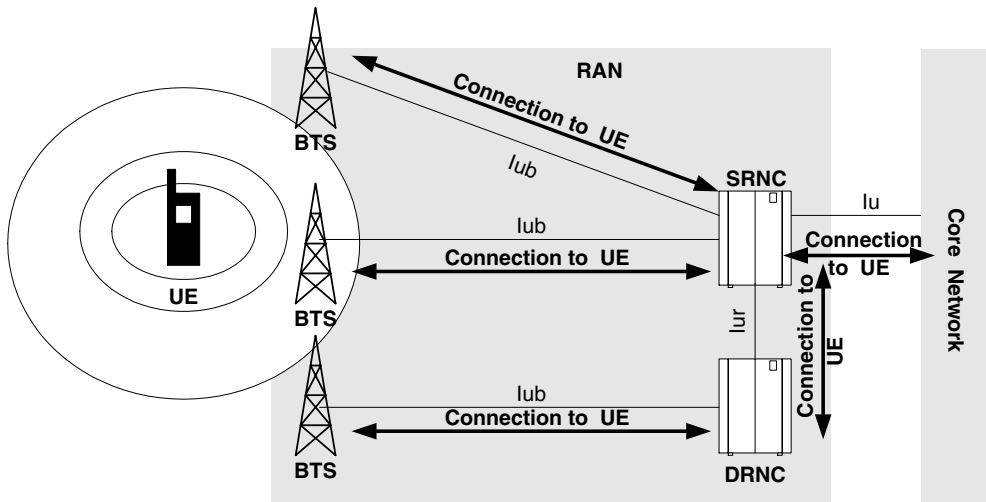 RAN
Connection to UE
BTS
Iub
SRNC
Iu
Iub
Connection to UE
Connection
to UE
UE
BTS
Iur
Connection to
UE
Core Network
Iub
Connection to UE
BTS
DRNC